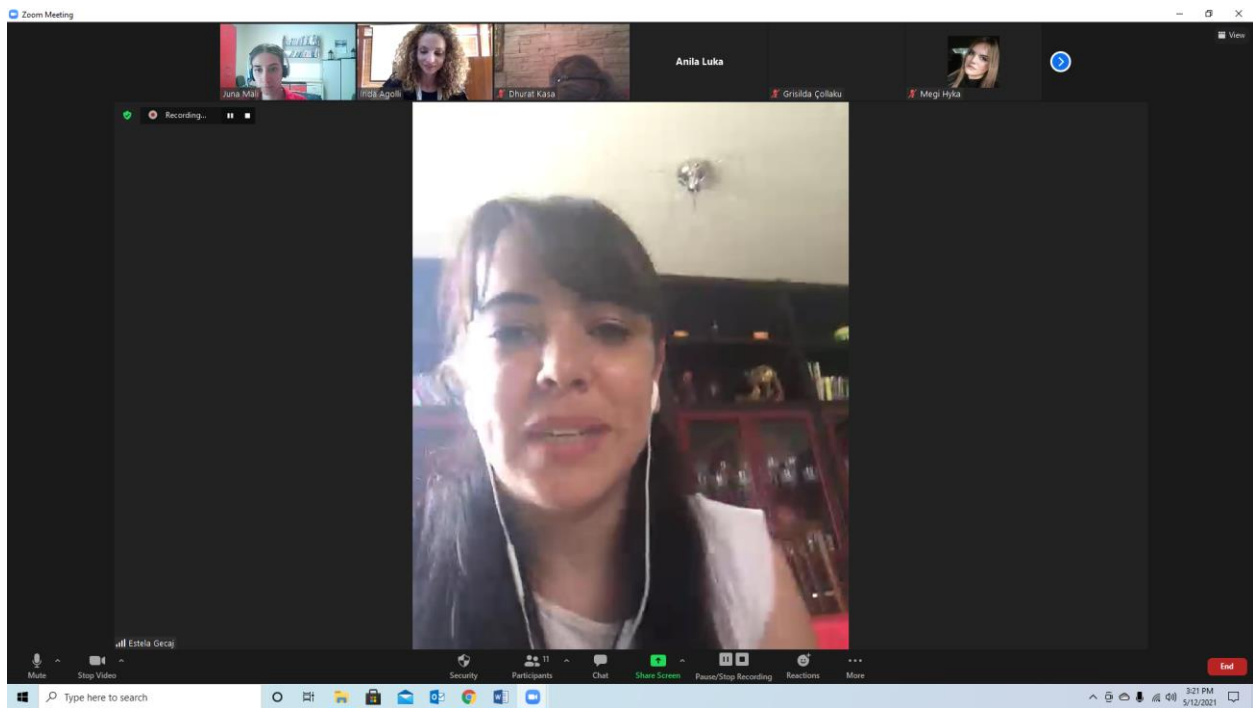 Zoom Meeting
View
Juna Mali
Irida Agolli
Dhurat Kasa
Anila Luka
Grisilda Çollaku
Megi Hyka
Recording...
Estela Gecaj
Mute
Stop Video
Security
Participants
11
Chat
Share Screen
Pause/Stop Recording
Reactions
More
End
Type here to search
3:21 PM
5/12/2021